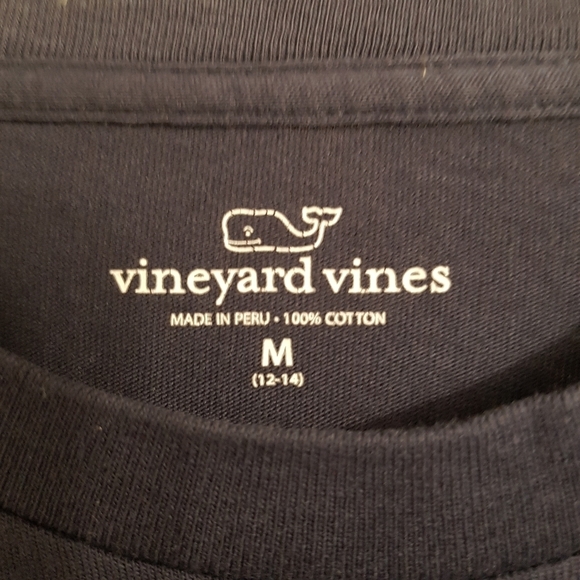 vineyard vines
MADE IN PERU • 100% COTTON
M
(12-14)